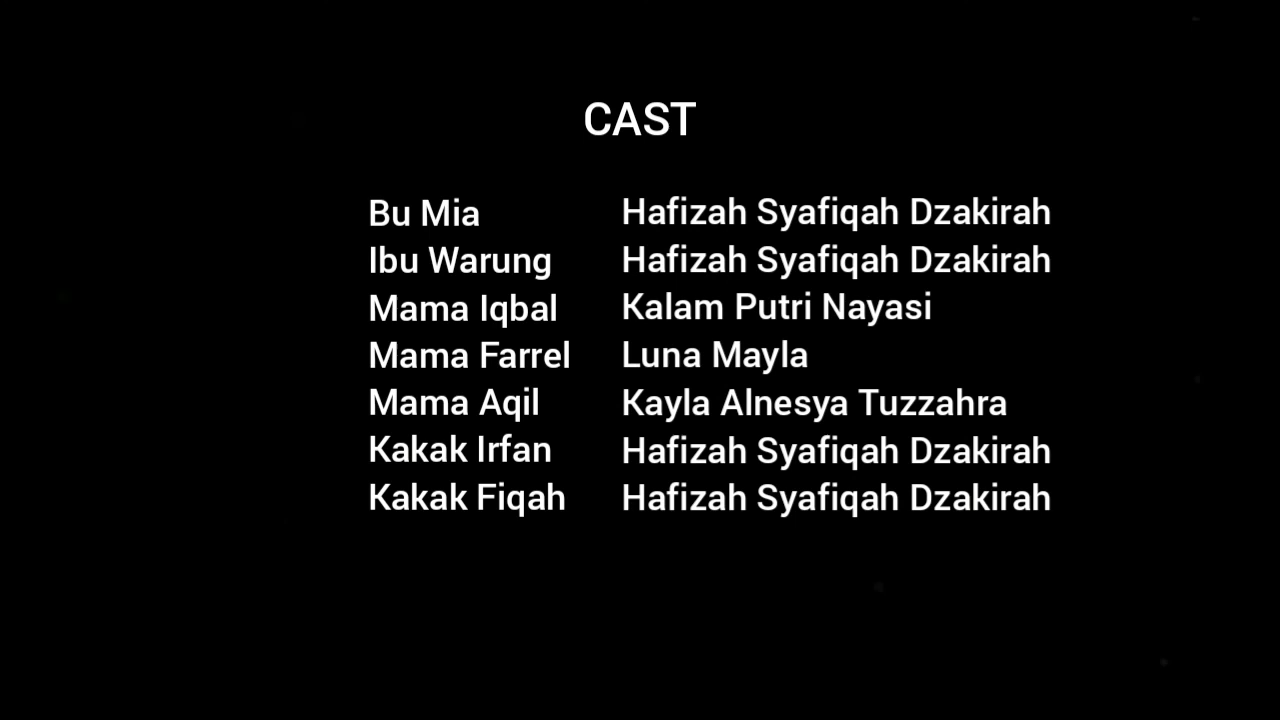 CAST
Bu Mia Hafizah Syafiqah Dzakirah
Ibu Warung Hafizah Syafiqah Dzakirah
Mama Iqbal Kalam Putri Nayasi
Mama Farrel Luna Mayla
Mama Aqil Kayla Alnesya Tuzzahra
Kakak Irfan Hafizah Syafiqah Dzakirah
Kakak Fiqah Hafizah Syafiqah Dzakirah